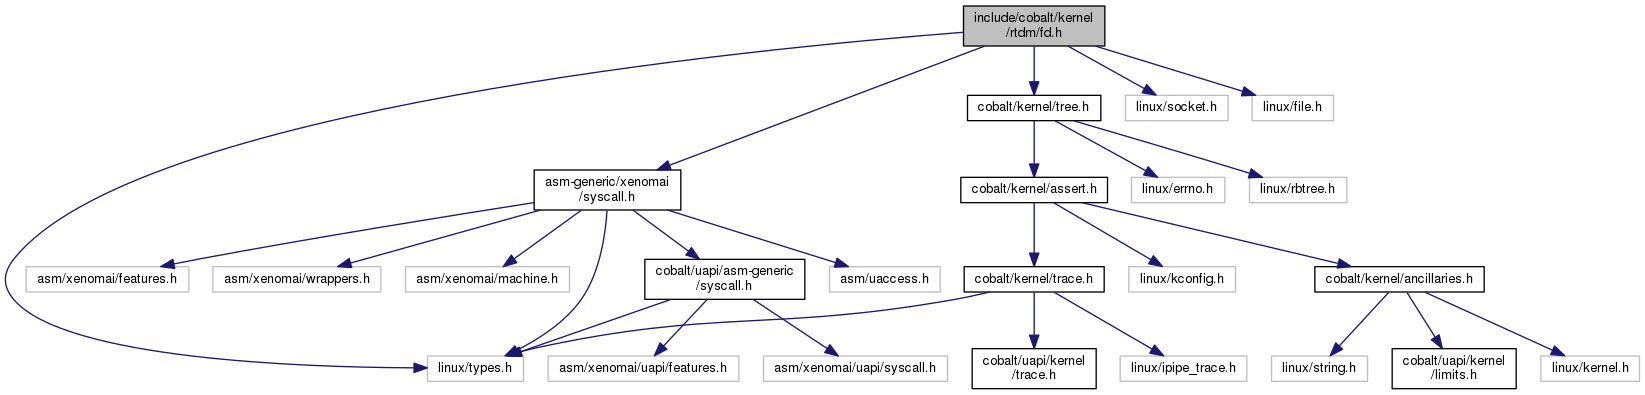 include/cobalt/kernel
/rtdm/fd.h
cobalt/kernel/tree.h
linux/socket.h
linux/file.h
asm-generic/xenomai
/syscall.h
cobalt/kernel/assert.h
linux/errno.h
linux/rbtree.h
asm/xenomai/features.h
asm/xenomai/wrappers.h
asm/xenomai/machine.h
cobalt/uapi/asm-generic
/syscall.h
asm/uaccess.h
cobalt/kernel/trace.h
linux/kconfig.h
cobalt/kernel/ancillaries.h
linux/types.h
asm/xenomai/uapi/features.h
asm/xenomai/uapi/syscall.h
cobalt/uapi/kernel
/trace.h
linux/ipipe_trace.h
linux/string.h
cobalt/uapi/kernel
/limits.h
linux/kernel.h